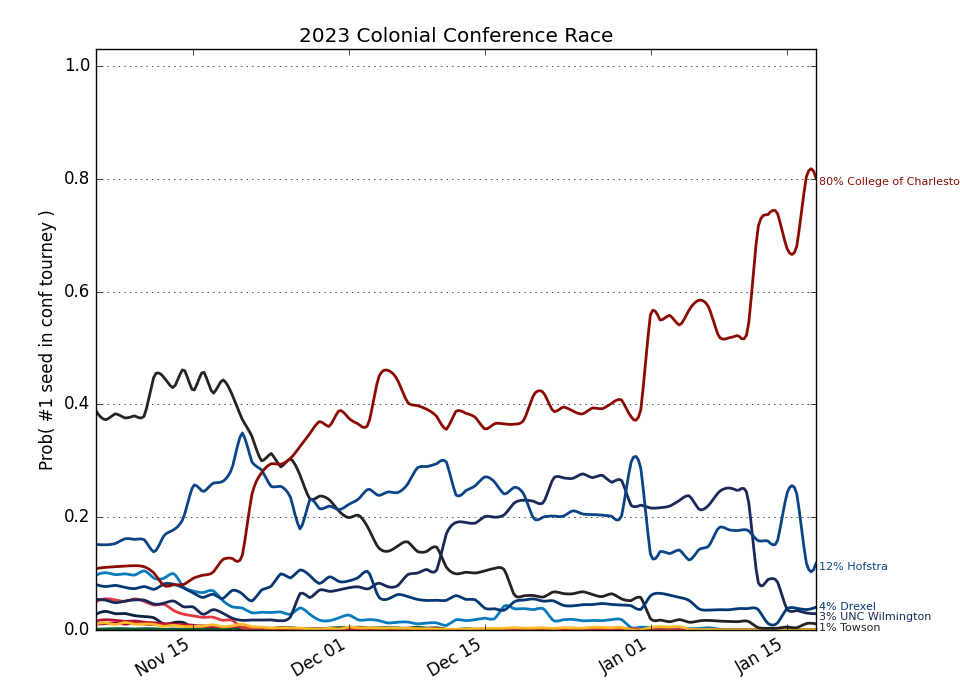 2023 Colonial Conference Race
Prob( #1 seed in conf tourney )
1.0
0.8
0.6
0.4
0.2
0.0
80% College of Charlesto
12% Hofstra
4% Drexel
3% UNC Wilmington
1% Towson
Nov 15
Dec 01
Dec 15
Jan 01
Jan 15